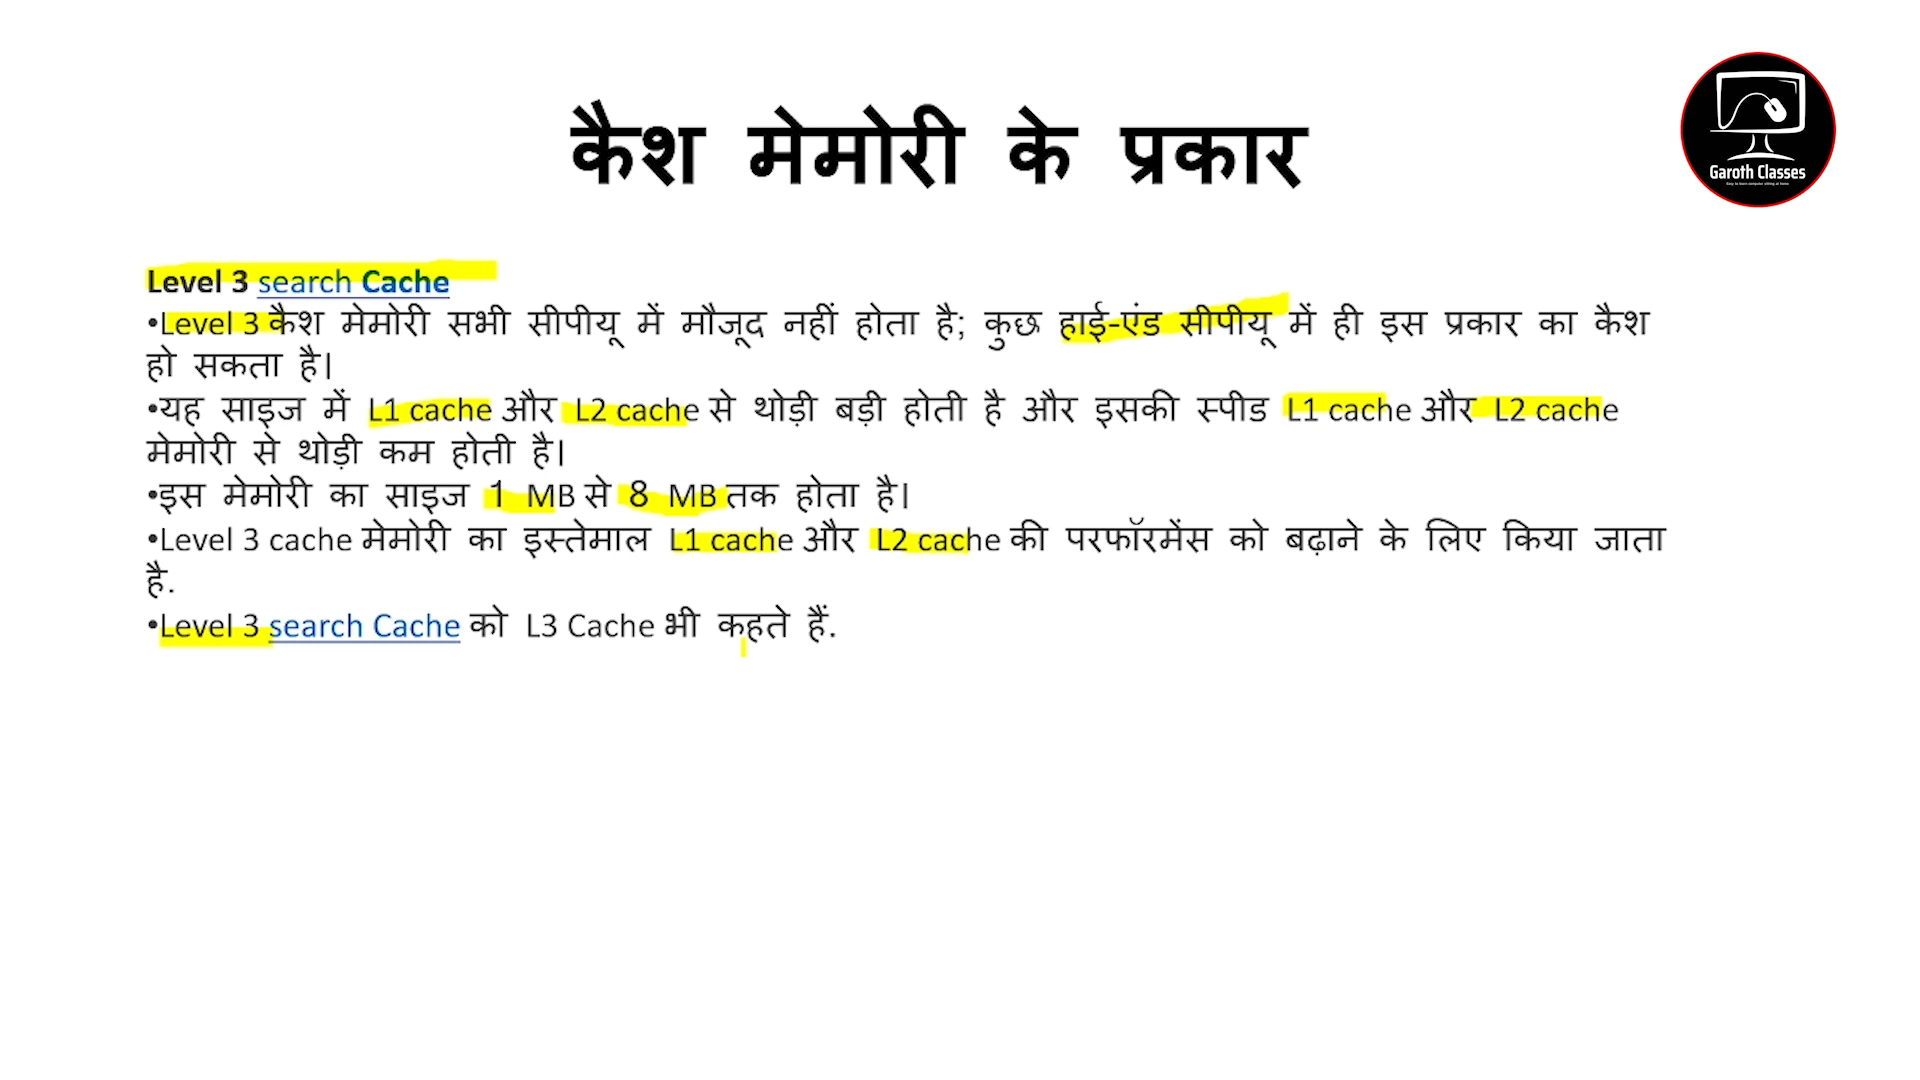 कैश मेमोरी के प्रकार
Garoth Classes
Level 3 search Cache
•Level 3 कैश मेमोरी सभी सीपीयू में मौजूद नहीं होता है; कुछ हाई-एंड सीपीयू में ही इस प्रकार का कैश
हो सकता है।
•यह साइज में L1 cache और L2 cache से थोड़ी बड़ी होती है और इसकी स्पीड L1 cache और L2 cache
मेमोरी से थोड़ी कम होती है।
•इस मेमोरी का साइज 1 MB से 8 MB तक होता है।
•Level 3 cache मेमोरी का इस्तेमाल L1 cache और L2 cache की परफॉरमेंस को बढ़ाने के लिए किया जाता
है.
•Level 3 search Cache को L3 Cache भी कहते हैं.